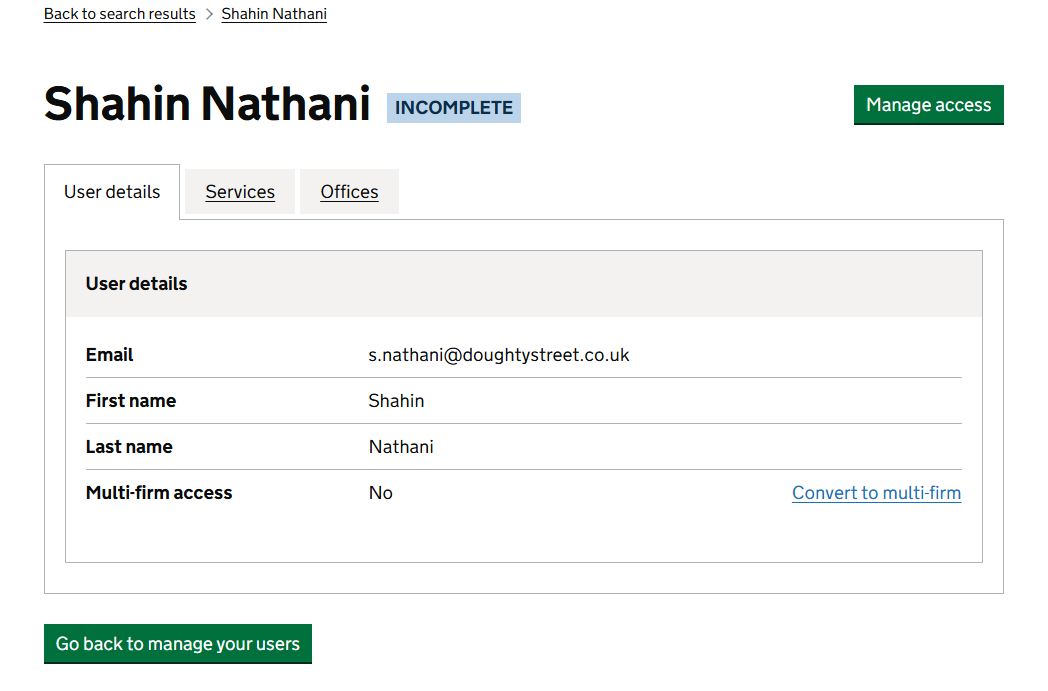 Back to search results > Shahin Nathani
Shahin Nathani INCOMPLETE
Manage access
User details Services Offices
User details
Email s.nathani@doughtystreet.co.uk
First name Shahin
Last name Nathani
Multi-firm access No Convert to multi-firm
Go back to manage your users